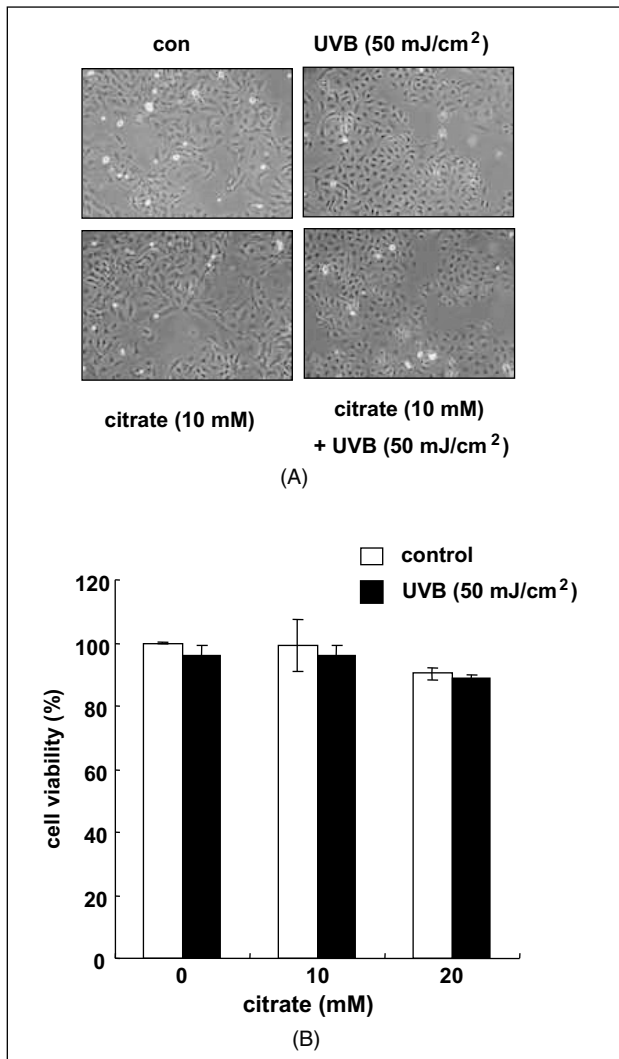 con
UVB (50 mJ/cm²)
citrate (10 mM)
citrate (10 mM)
+ UVB (50 mJ/cm²)
(A)
control
UVB (50 mJ/cm²)
120
100
80
60
40
20
0
cell viability (%)
0 10 20
citrate (mM)
(B)